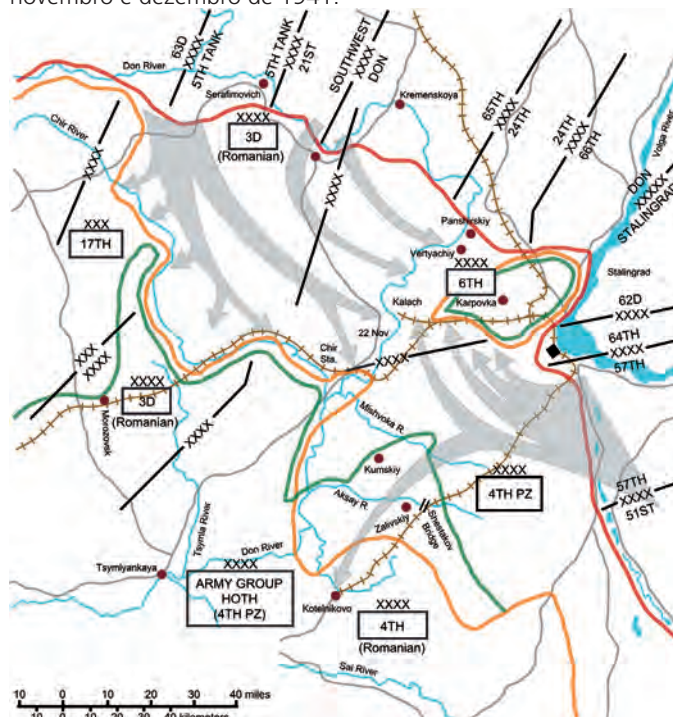 novembro e dezembro de 1941.
63D
XXXX
5TH TANK
5TH TANK
XXXX
21ST
SOUTHWEST
XXXX
DON
Don River
Serafimovich
Kremenskoya
65TH
XXXX
24TH
24TH
XXXX
66TH
Volga River
DON
XXXXX
STALINGRAD
Chir River
XXXX
XXXX
3D
(Romanian)
XXXX
XXX
17TH
Panshirskiy
Vertyachiy
XXXX
6TH
Stalingrad
Kalach
Karpovka
62D
XXXX
22 Nov
Chir
Sta.
XXXX
64TH
XXXX
57TH
XXX
XXXX
XXXX
3D
(Romanian)
Morozovsk
XXXX
Mishvoka R.
Kumskiy
XXXX
4TH PZ
57TH
XXXX
51ST
Aksay R.
Zalivskiy
Bridge
Tsymla River
Don River
Tsymiyankaya
XXXX
ARMY GROUP
HOTH
(4TH PZ)
Kotelnikovo
XXXX
4TH
(Romanian)
Sal River
10 0 10 20 30 40 miles
10 0 10 20 30 40 kilometers